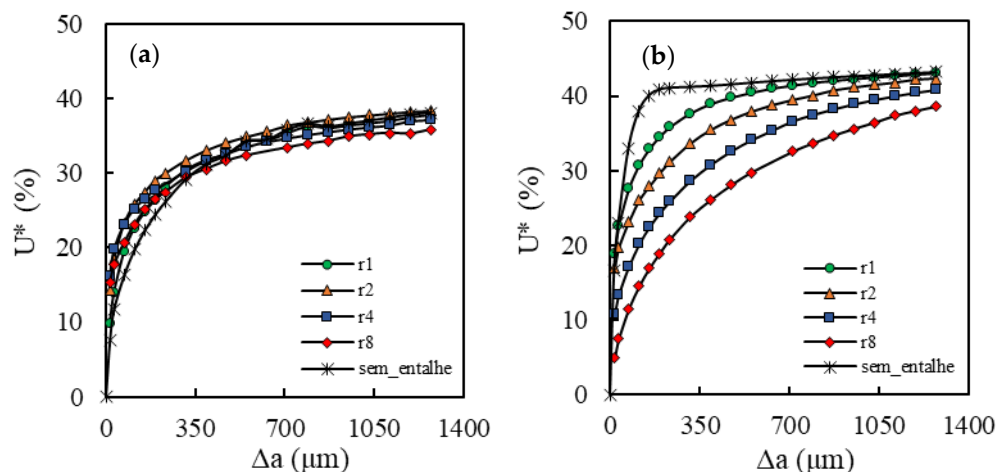 (a)
U* (%)
50
40
30
20
10
0
r1
r2
r4
r8
sem_entalhe
0 350 700 1050 1400
Δa (µm)
(b)
U* (%)
50
40
30
20
10
0
r1
r2
r4
r8
sem_entalhe
0 350 700 1050 1400
Δa (µm)